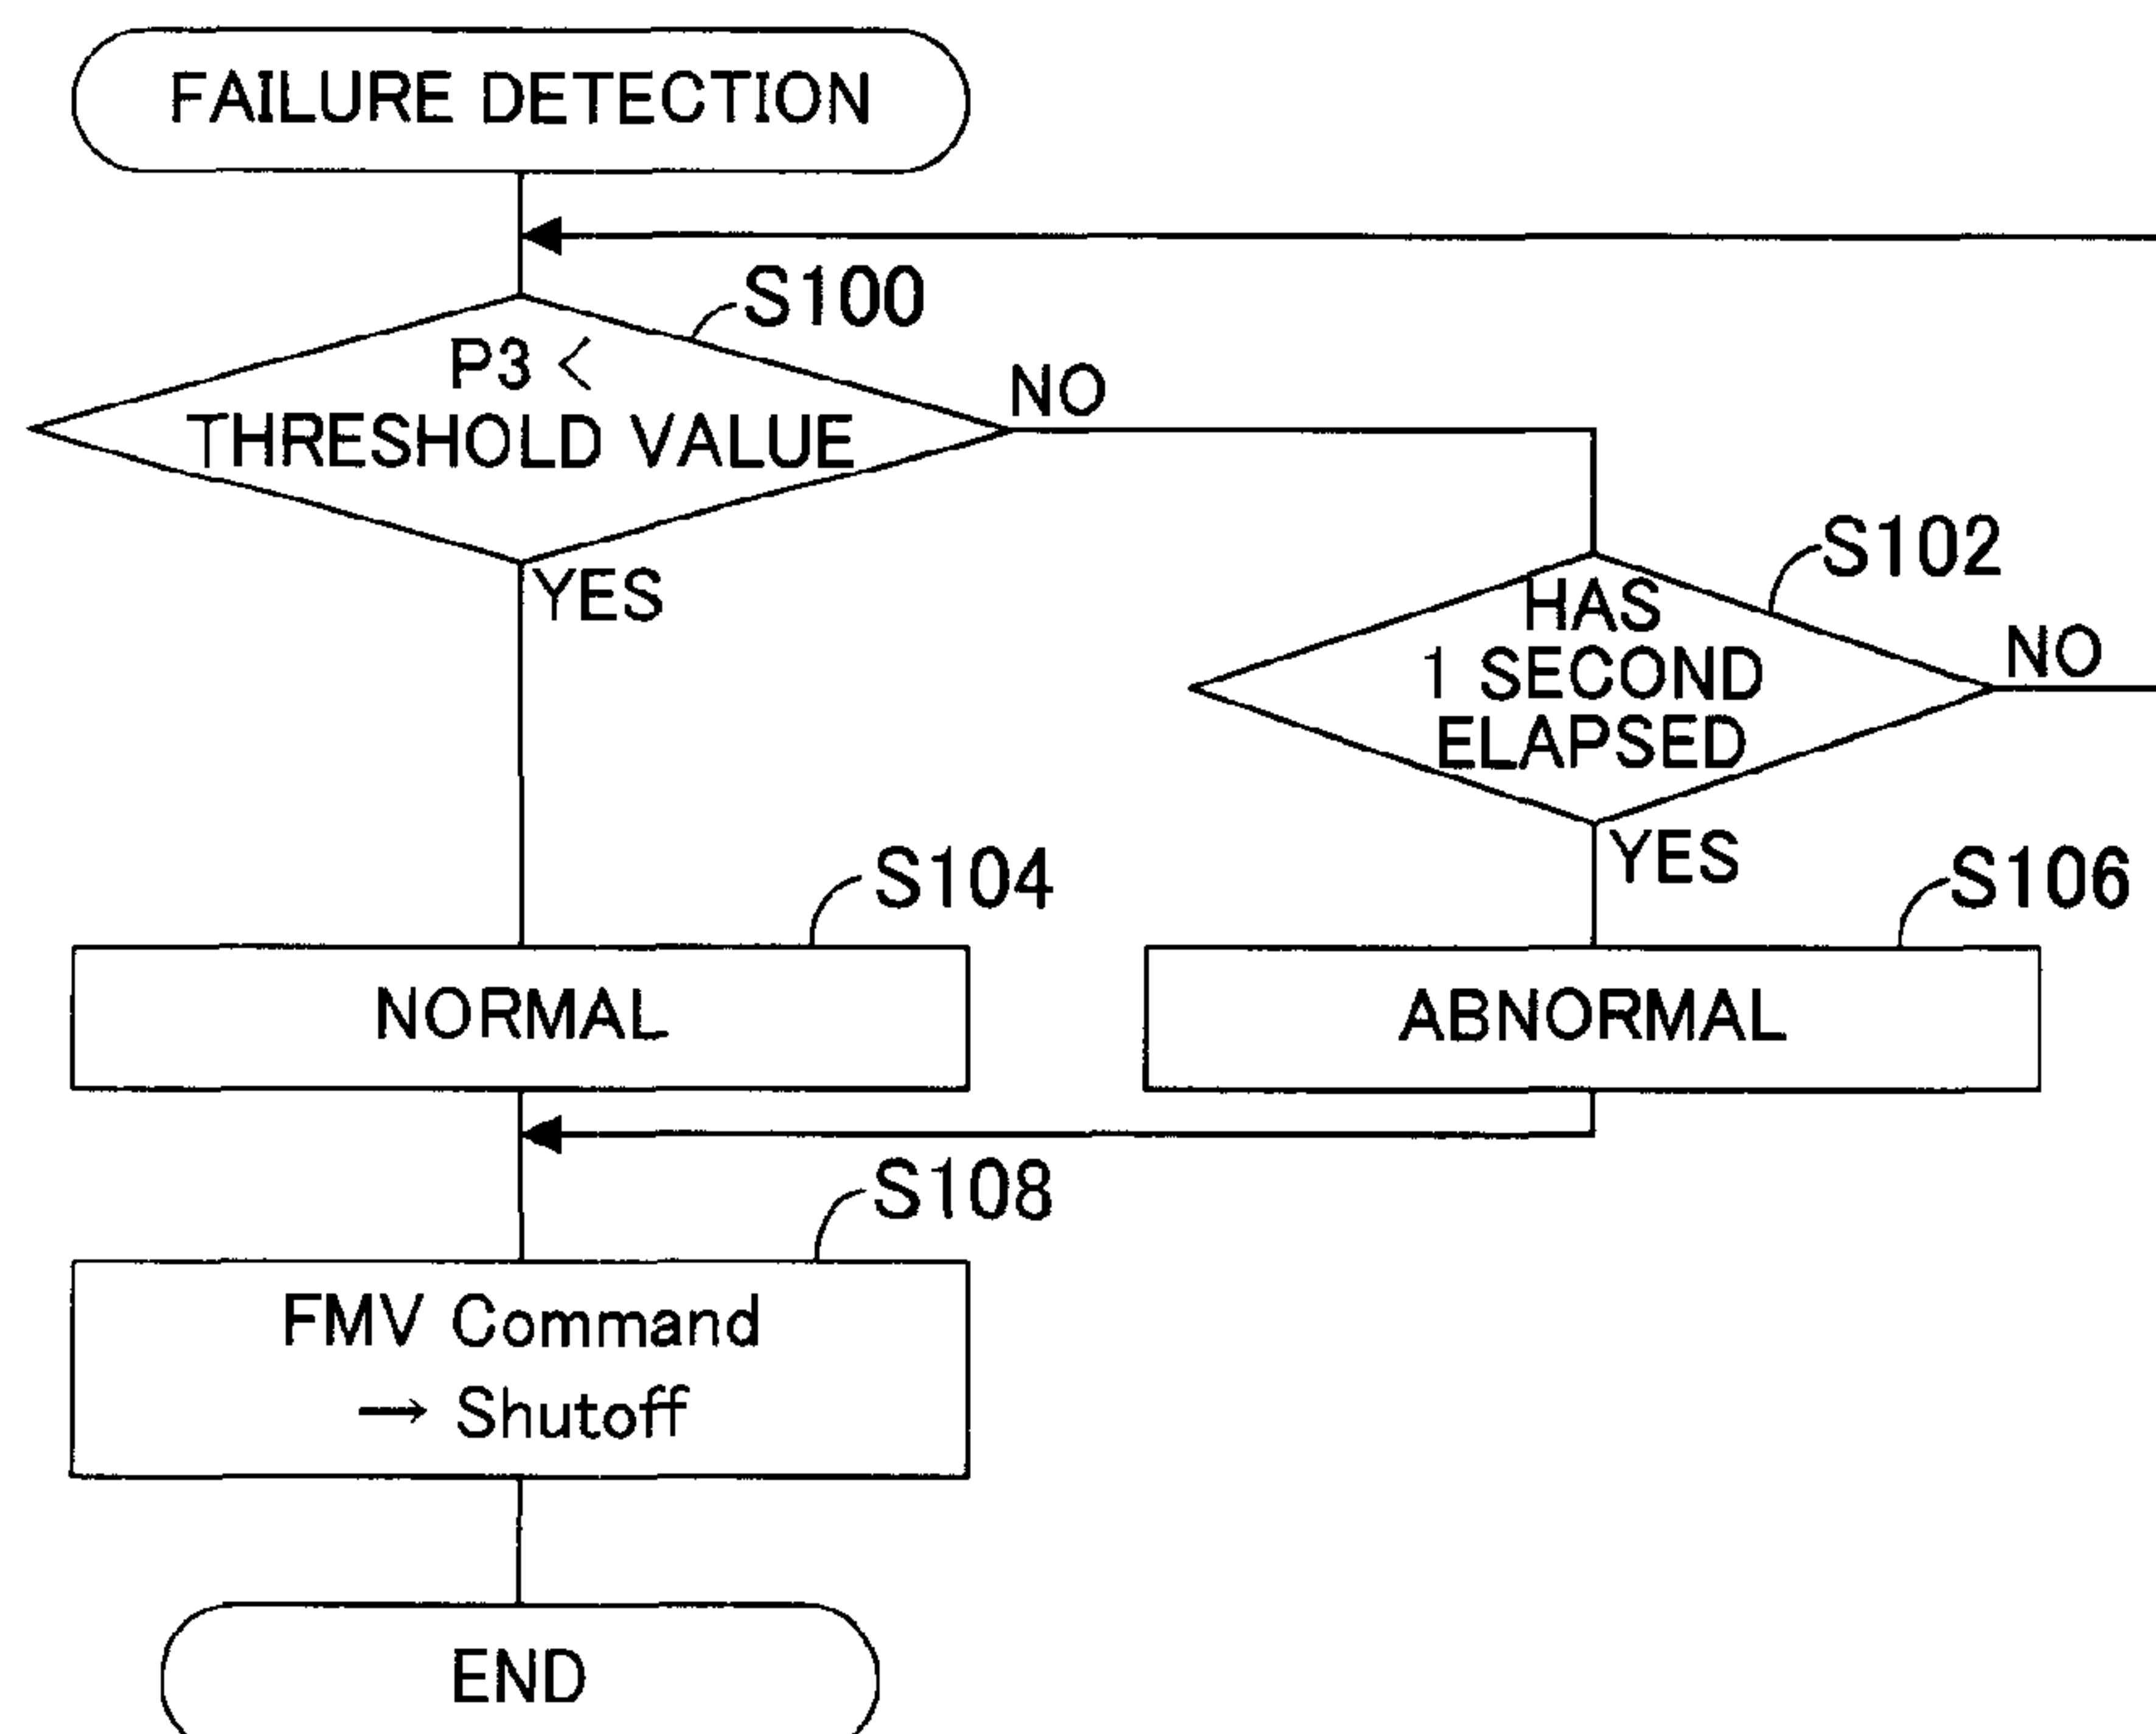 FAILURE DETECTION
S100
P3 <
THRESHOLD VALUE
NO
YES
S102
HAS
1 SECOND
ELAPSED
NO
YES
S104
NORMAL
S106
ABNORMAL
S108
FMV Command
→ Shutoff
END